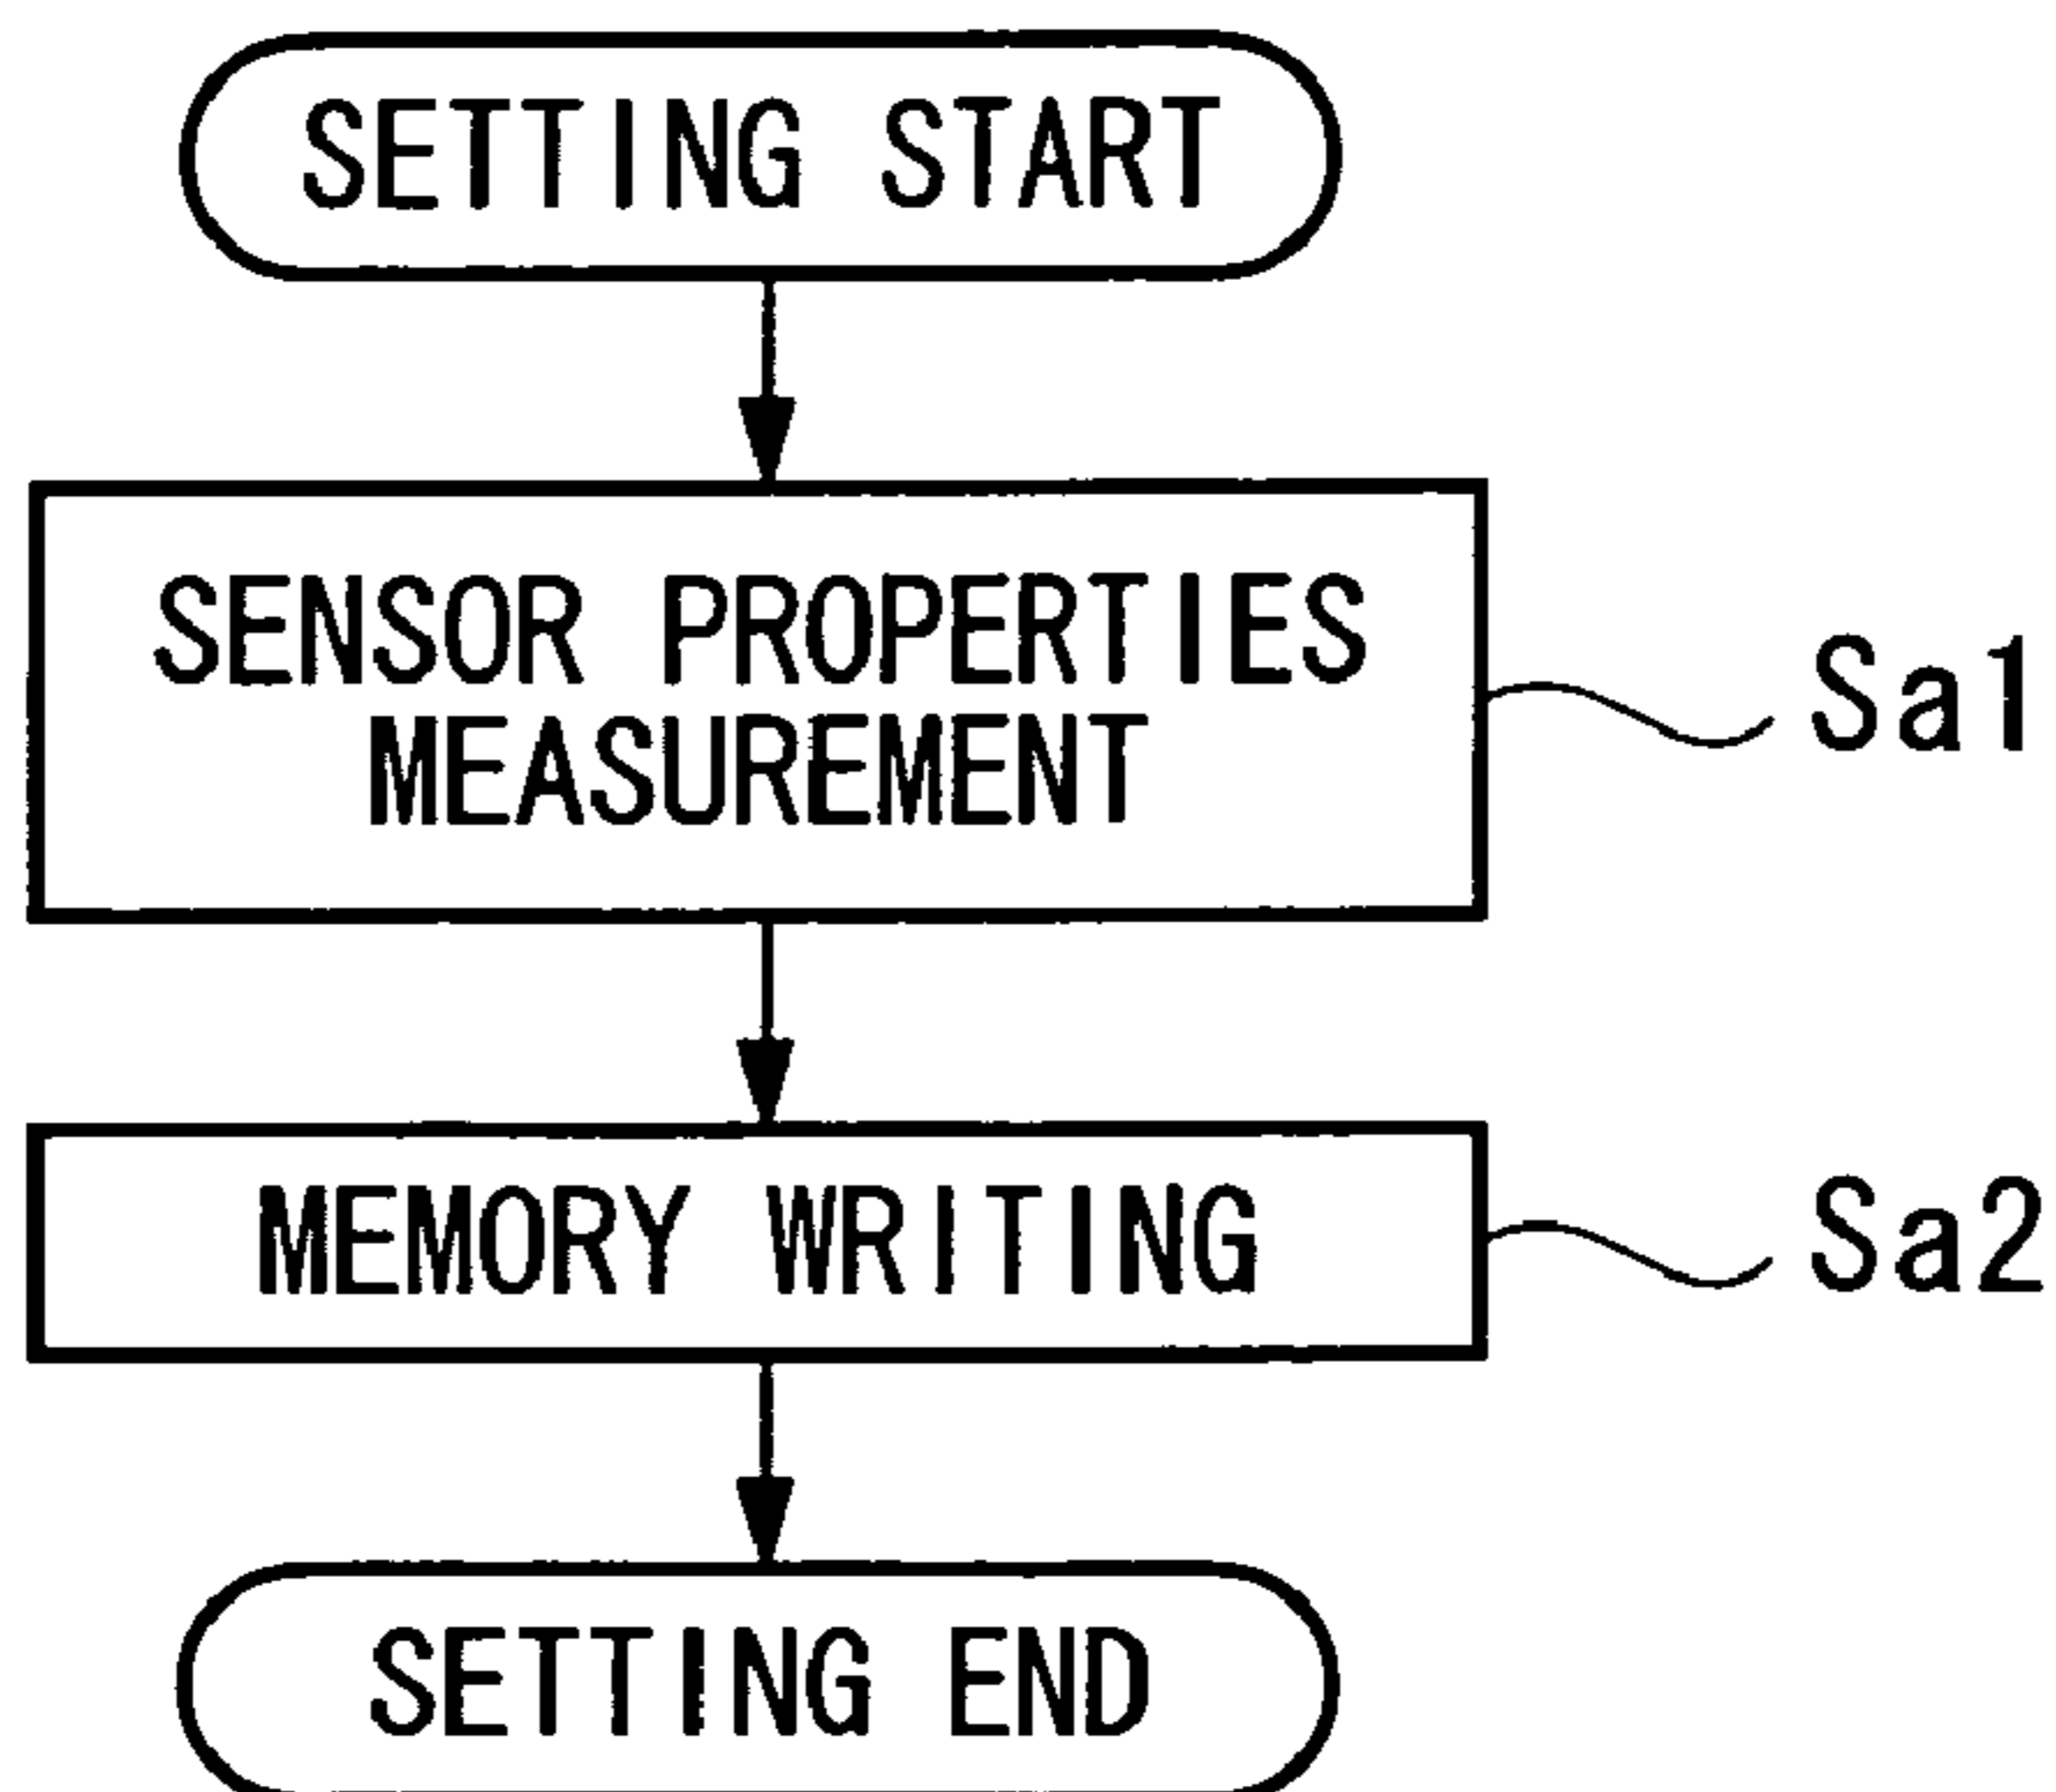 SETTING START
SENSOR PROPERTIES
MEASUREMENT
Sa1
MEMORY WRITING
Sa2
SETTING END